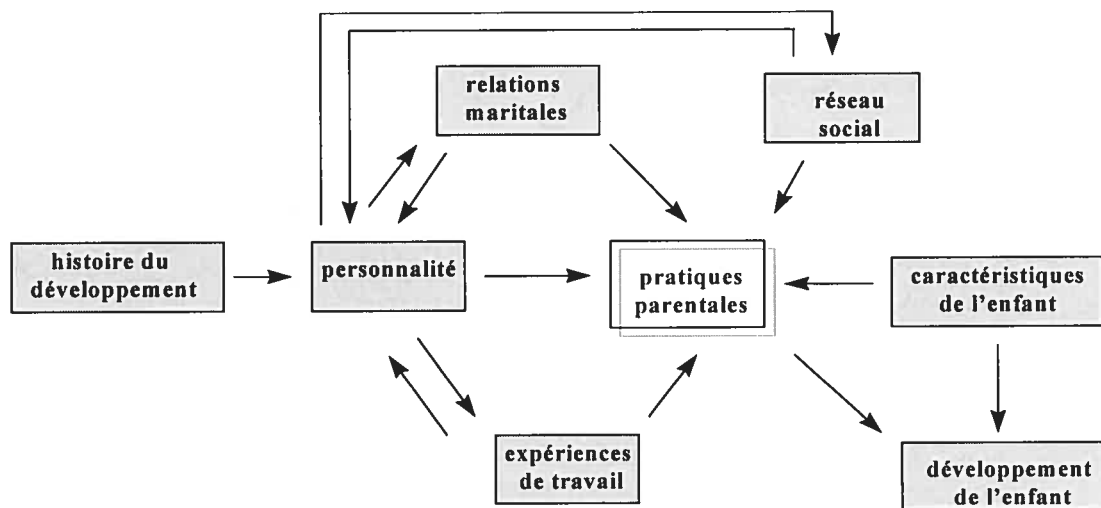 relations
maritales
réseau
social
histoire du
développement
personnalité
pratiques
parentales
caractéristiques
de l'enfant
expériences
de travail
développement
de l'enfant